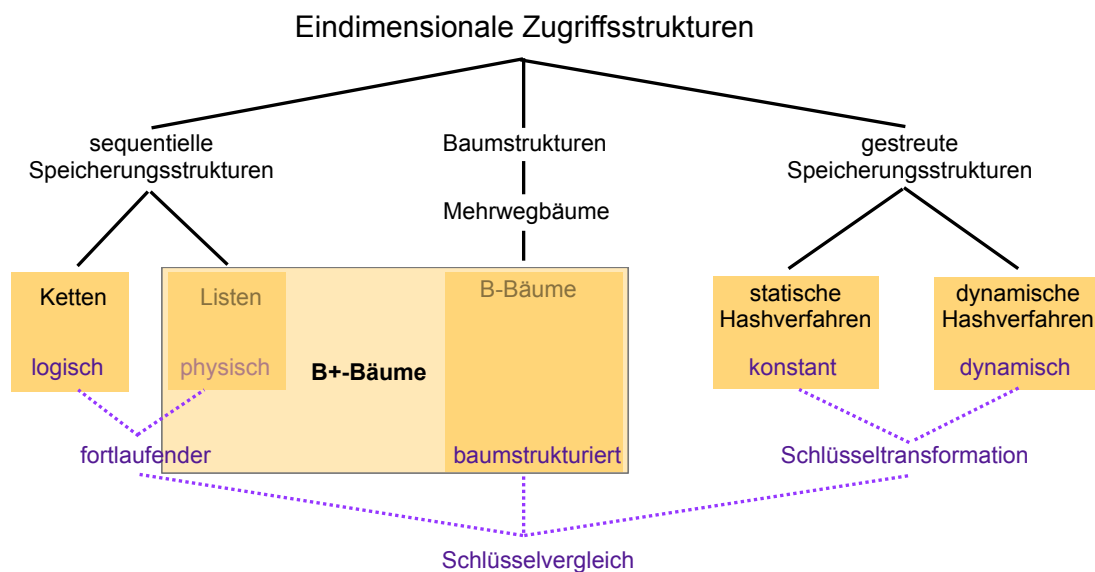 Eindimensionale Zugriffsstrukturen
sequentielle
Speicherungsstrukturen
Baumstrukturen
gestreute
Speicherungsstrukturen
Mehrwegbäume
Ketten
logisch
Listen
physisch
B+-Bäume
B-Bäume
baumstrukturiert
statische
Hashverfahren
konstant
dynamische
Hashverfahren
dynamisch
fortlaufender
Schlüsseltransformation
Schlüsselvergleich